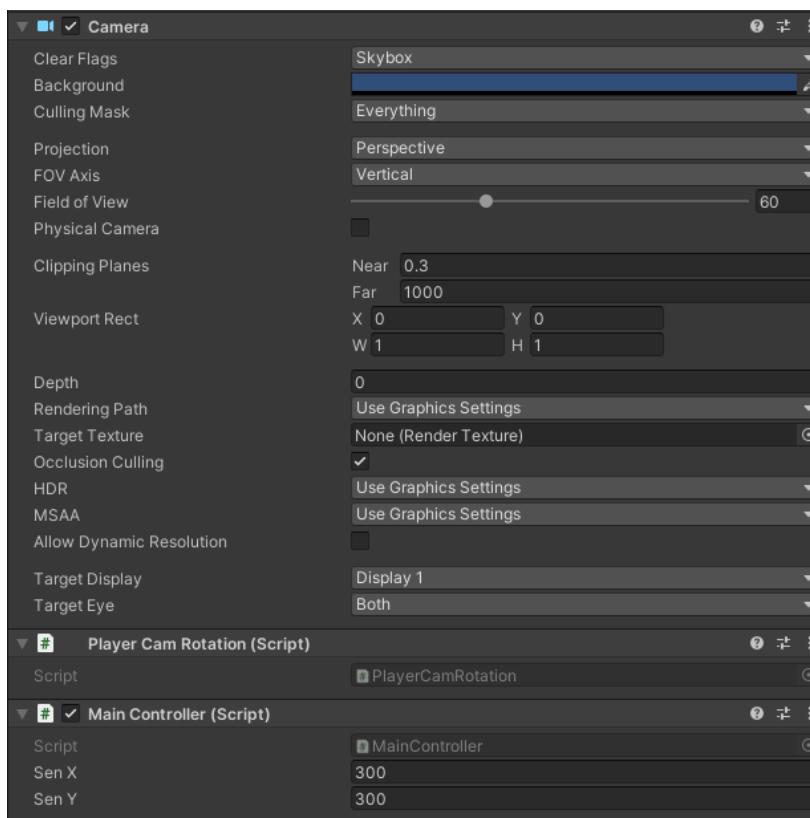 Camera
Clear Flags Skybox
Background
Culling Mask Everything
Projection Perspective
FOV Axis Vertical
Field of View 60
Physical Camera
Clipping Planes Near 0.3
Far 1000
Viewport Rect X 0 Y 0
W 1 H 1
Depth 0
Rendering Path Use Graphics Settings
Target Texture None (Render Texture)
Occlusion Culling
HDR Use Graphics Settings
MSAA Use Graphics Settings
Allow Dynamic Resolution
Target Display Display 1
Target Eye Both
# Player Cam Rotation (Script)
Script PlayerCamRotation
# Main Controller (Script)
Script MainController
Sen X 300
Sen Y 300